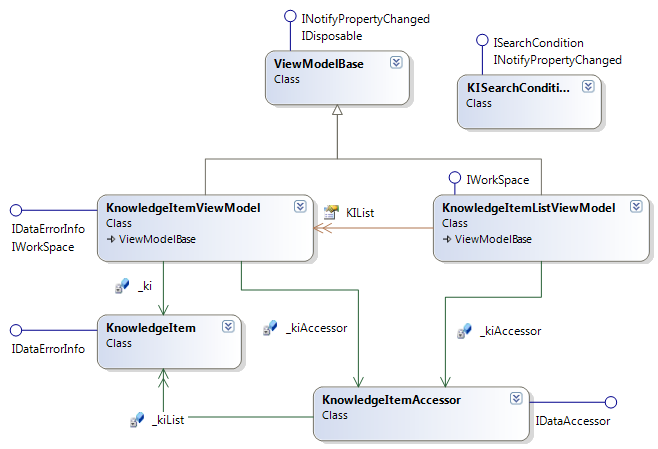 INotifyPropertyChanged
IDisposable
ViewModelBase
Class
ISearchCondition
INotifyPropertyChanged
KISearchConditi...
Class
IDataErrorInfo
IWorkSpace
KnowledgeItemViewModel
Class
ViewModelBase
KIList
IWorkSpace
KnowledgeItemListViewModel
Class
ViewModelBase
_ki
_kiAccessor
_kiAccessor
IDataErrorInfo
KnowledgeItem
Class
_kiList
KnowledgeItemAccessor
Class
IDataAccessor